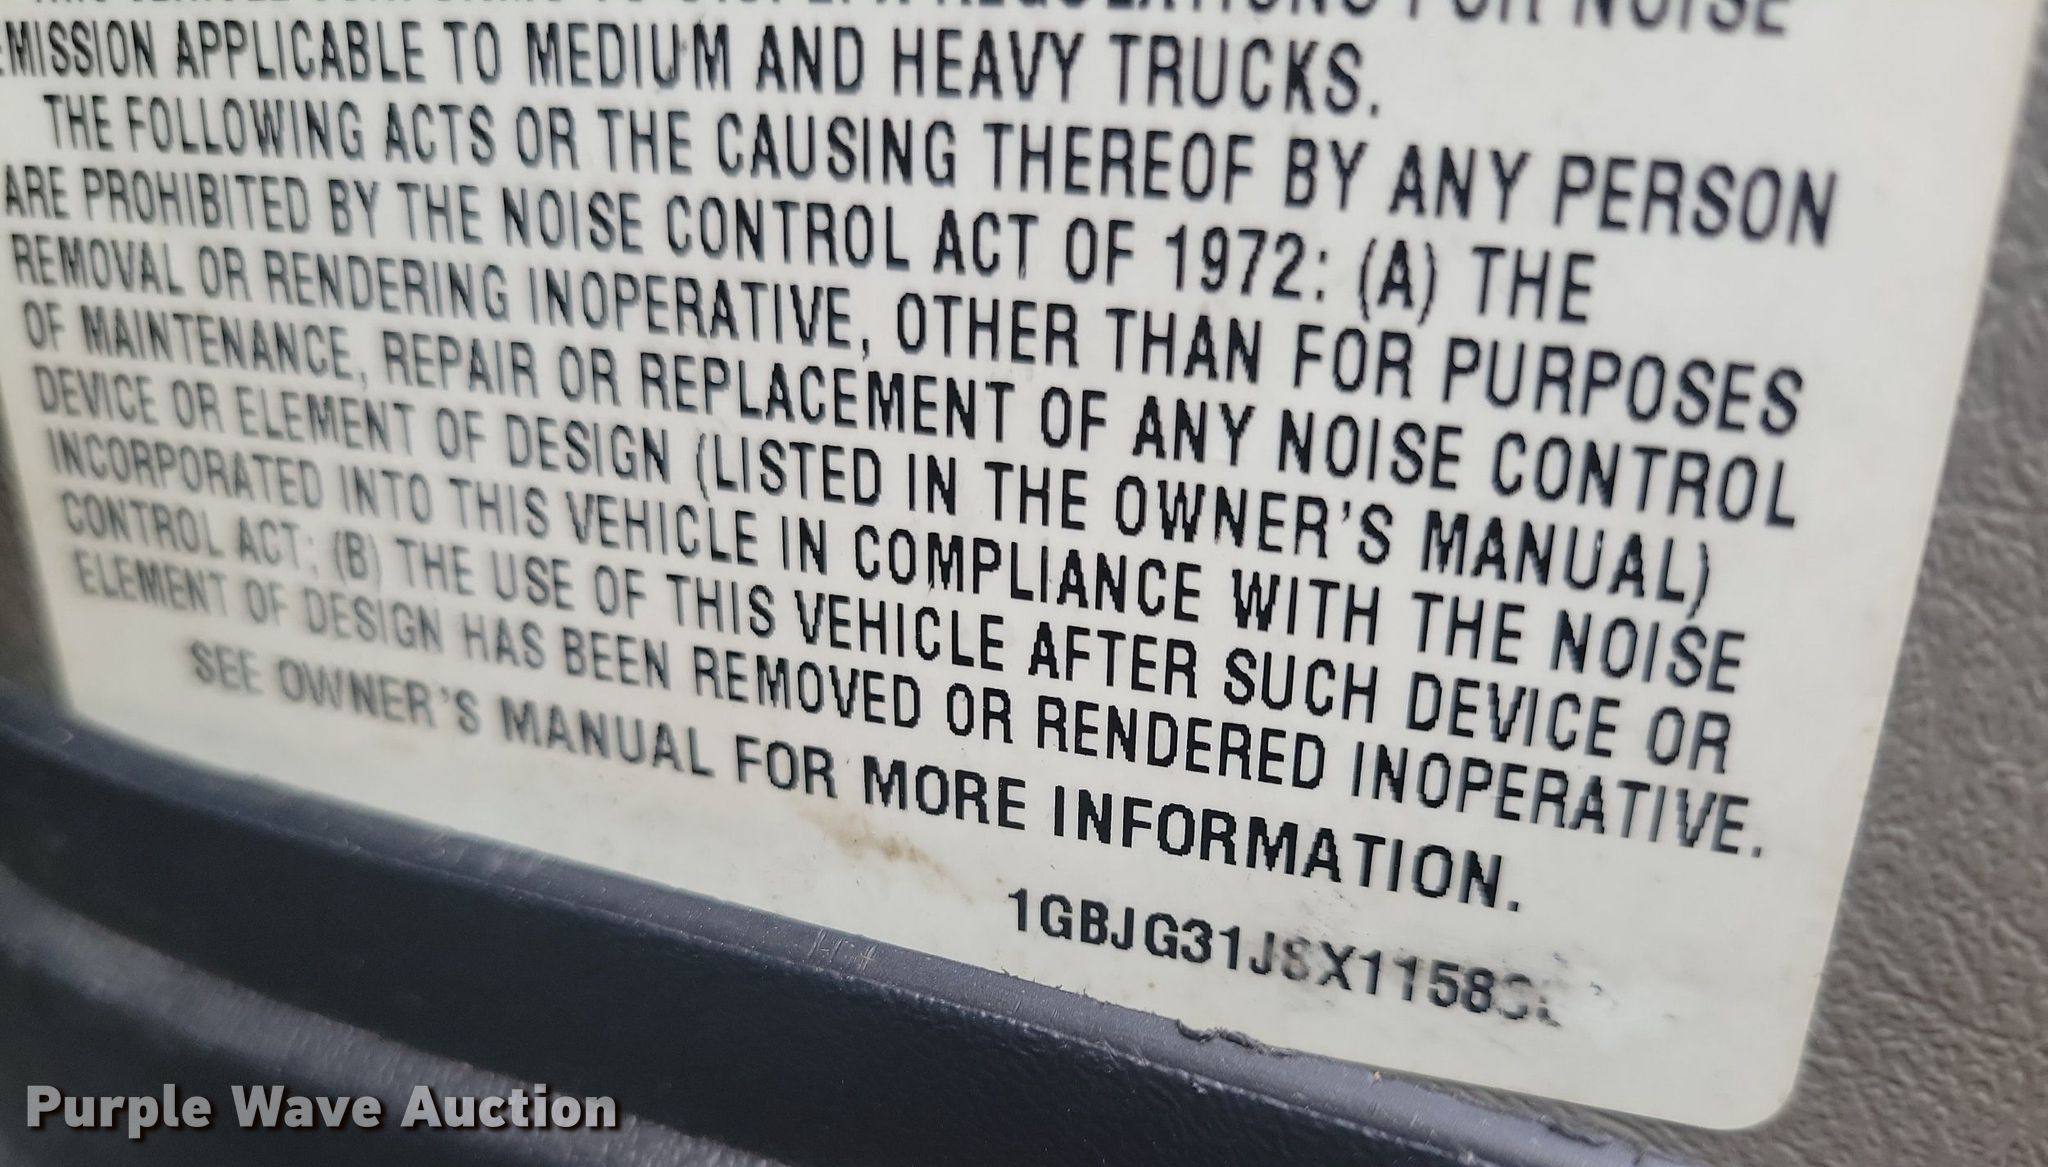 REGULATIONS FOR NOISE
EMISSION APPLICABLE TO MEDIUM AND HEAVY TRUCKS.
THE FOLLOWING ACTS OR THE CAUSING THEREOF BY ANY PERSON
ARE PROHIBITED BY THE NOISE CONTROL ACT OF 1972: (A) THE
REMOVAL OR RENDERING INOPERATIVE, OTHER THAN FOR PURPOSES
OF MAINTENANCE, REPAIR OR REPLACEMENT OF ANY NOISE CONTROL
DEVICE OR ELEMENT OF DESIGN (LISTED IN THE OWNER'S MANUAL)
INCORPORATED INTO THIS VEHICLE IN COMPLIANCE WITH THE NOISE
CONTROL ACT; (B) THE USE OF THIS VEHICLE AFTER SUCH DEVICE OR
ELEMENT OF DESIGN HAS BEEN REMOVED OR RENDERED INOPERATIVE.
SEE OWNER'S MANUAL FOR MORE INFORMATION.
Purple Wave Auction